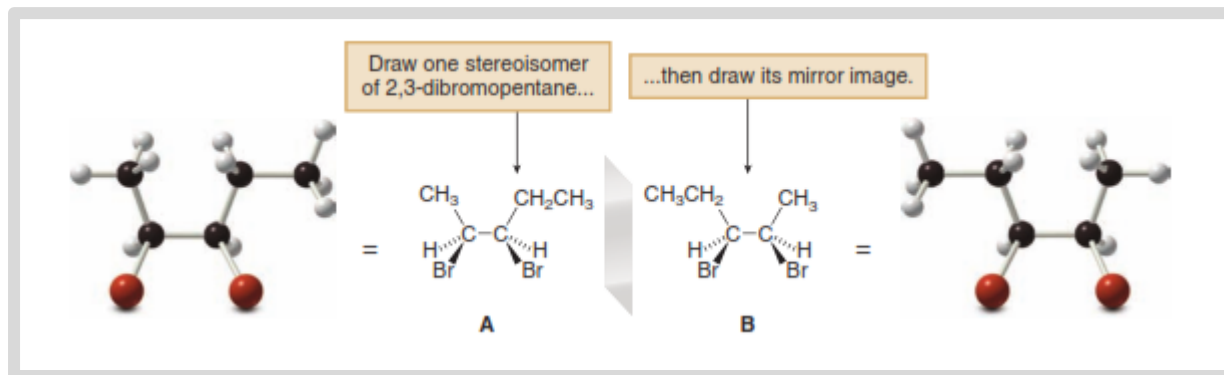 Draw one stereoisomer
of 2,3-dibromopentane...
...then draw its mirror image.
CH₃
CH₂CH₃
H C–C H
Br Br
=
A
CH₃CH₂
CH₃
H C–C H
Br Br
=
B